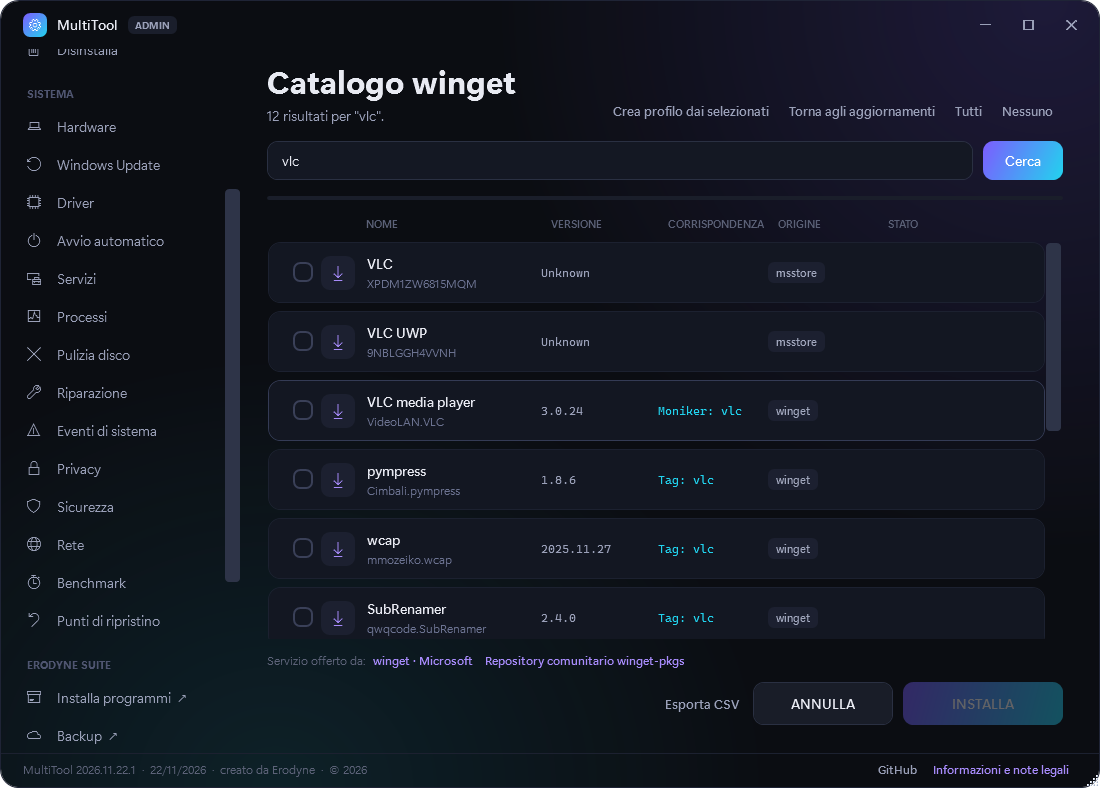 MultiTool ADMIN
Disinstalla
SISTEMA
Hardware
Windows Update
Driver
Avvio automatico
Servizi
Processi
Pulizia disco
Riparazione
Eventi di sistema
Privacy
Sicurezza
Rete
Benchmark
Punti di ripristino
ERODYNE SUITE
Installa programmi ↗
Backup ↗
Catalogo winget
12 risultati per "vlc".
Crea profilo dai selezionati Torna agli aggiornamenti Tutti Nessuno
vlc Cerca
NOME VERSIONE CORRISPONDENZA ORIGINE STATO
VLC
XPDM1ZW6815MQM
Unknown msstore
VLC UWP
9NBLGGH4VVNH
Unknown msstore
VLC media player
VideoLAN.VLC
3.0.24 Moniker: vlc winget
pympress
Cimbali.pympress
1.8.6 Tag: vlc winget
wcap
mmozeiko.wcap
2025.11.27 Tag: vlc winget
SubRenamer
qwqcode.SubRenamer
2.4.0 Tag: vlc winget
Servizio offerto da: winget · Microsoft Repository comunitario winget-pkgs
Esporta CSV ANNULLA INSTALLA
MultiTool 2026.11.22.1 · 22/11/2026 · creato da Erodyne · © 2026
GitHub Informazioni e note legali